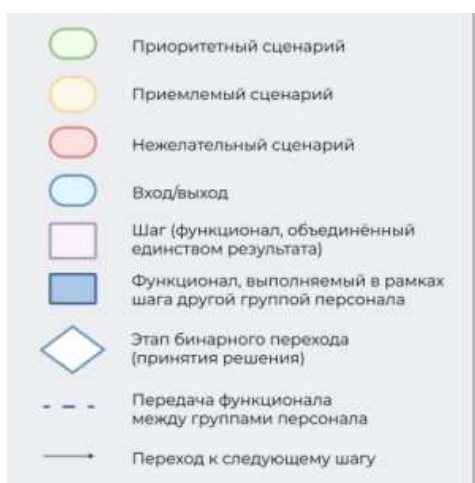 Приоритетный сценарий
Приемлемый сценарий
Нежелательный сценарий
Вход/выход
Шаг (функционал, объединённый
единством результата)
Функционал, выполняемый в рамках
шага другой группой персонала
Этап бинарного перехода
(принятия решения)
Передача функционала
между группами персонала
Переход к следующему шагу